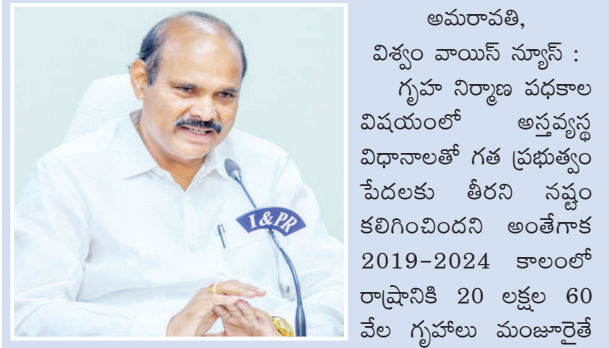 అమరావతి,
విశ్వం వాయిస్ న్యూస్ :
గృహ నిర్మాణ పధకాల
విషయంలో అస్తవ్యస్థ
విధానాలతో గత ప్రభుత్వం
పేదలకు తీరని నష్టం
కలిగించిందని అంతేగాక
2019-2024 కాలంలో
రాష్ట్రానికి 20 లక్షల 60
వేల గృహాలు మంజూరైతే
I&PR